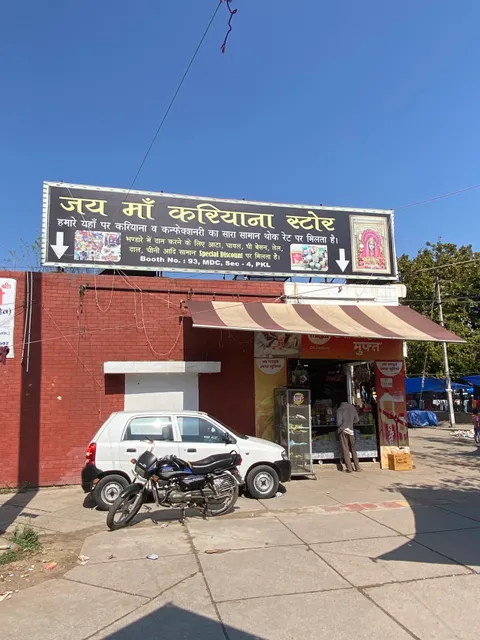 जय माँ करियाना स्टोर
हमारे यहाँ पर करियाना व कन्फेक्शनरी का सारा सामान थोक रेट पर मिलता है।
भण्डारे में दान करने के लिए आटा, चावल, घी बेसन, तेल,
दाल, चीनी आदि सामान Special Discount पर मिलता है।
Booth No. : 93, MDC, Sec - 4, PKL
मुफ्त